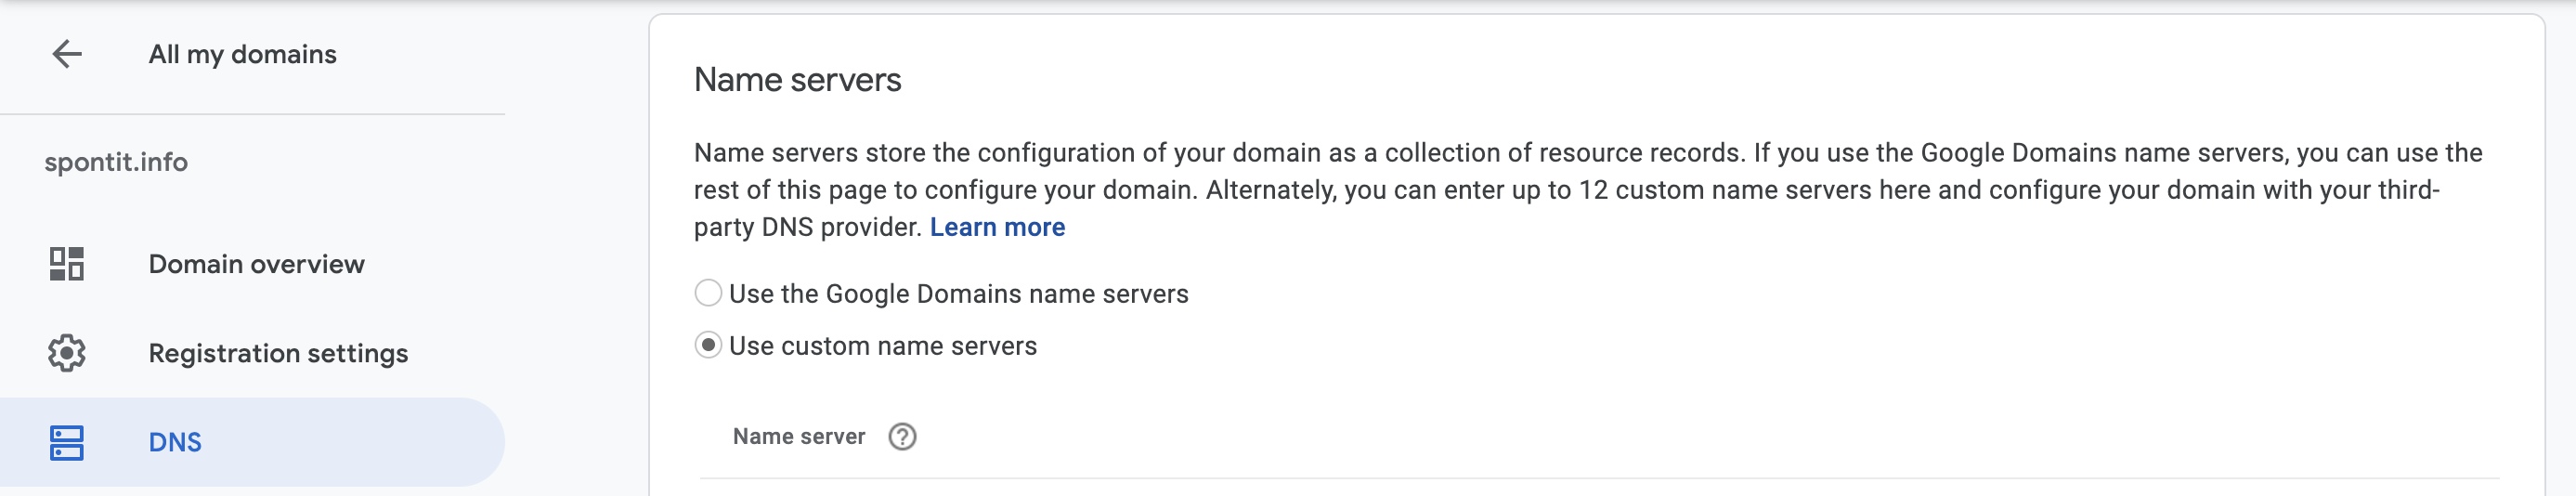 All my domains
spontit.info
Domain overview
Registration settings
DNS
Name servers
Name servers store the configuration of your domain as a collection of resource records. If you use the Google Domains name servers, you can use the
rest of this page to configure your domain. Alternately, you can enter up to 12 custom name servers here and configure your domain with your third-
party DNS provider. Learn more
Use the Google Domains name servers
Use custom name servers
Name server ?